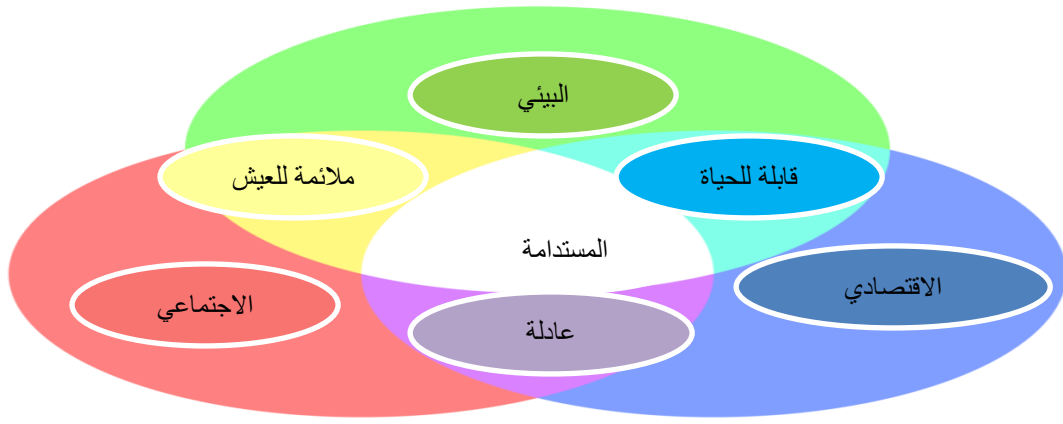 البيئي
قابلة للحياة
ملائمة للعيش
المستدامة
الاقتصادي
الاجتماعي
عادلة